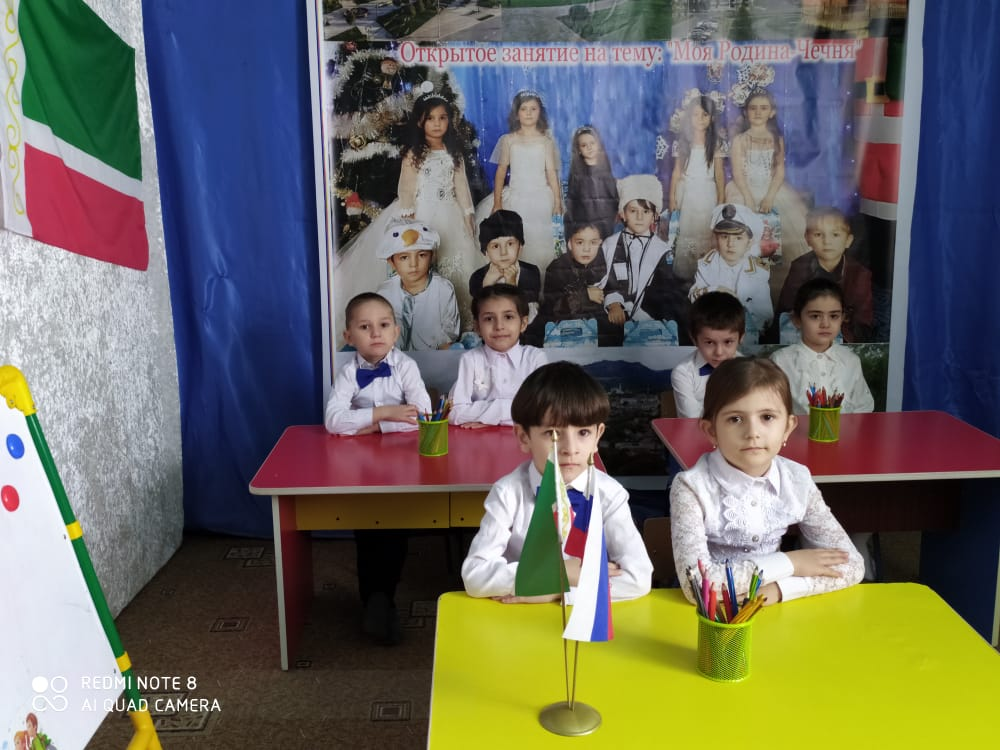 Открытое занятие на тему: "Моя Родина-Чечня"
REDMI NOTE 8
AI QUAD CAMERA